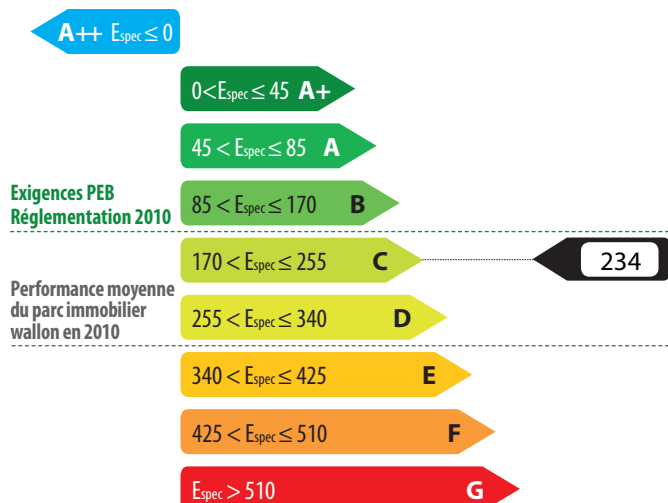 A++ Espec ≤ 0
0<Espec ≤ 45 A+
45 < Espec ≤ 85 A
Exigences PEB
Réglementation 2010
85 < Espec ≤ 170 B
170 < Espec ≤ 255 C
234
Performance moyenne
du parc immobilier
wallon en 2010
255 < Espec ≤ 340 D
340 < Espec ≤ 425 E
425 < Espec ≤ 510 F
Espec > 510 G